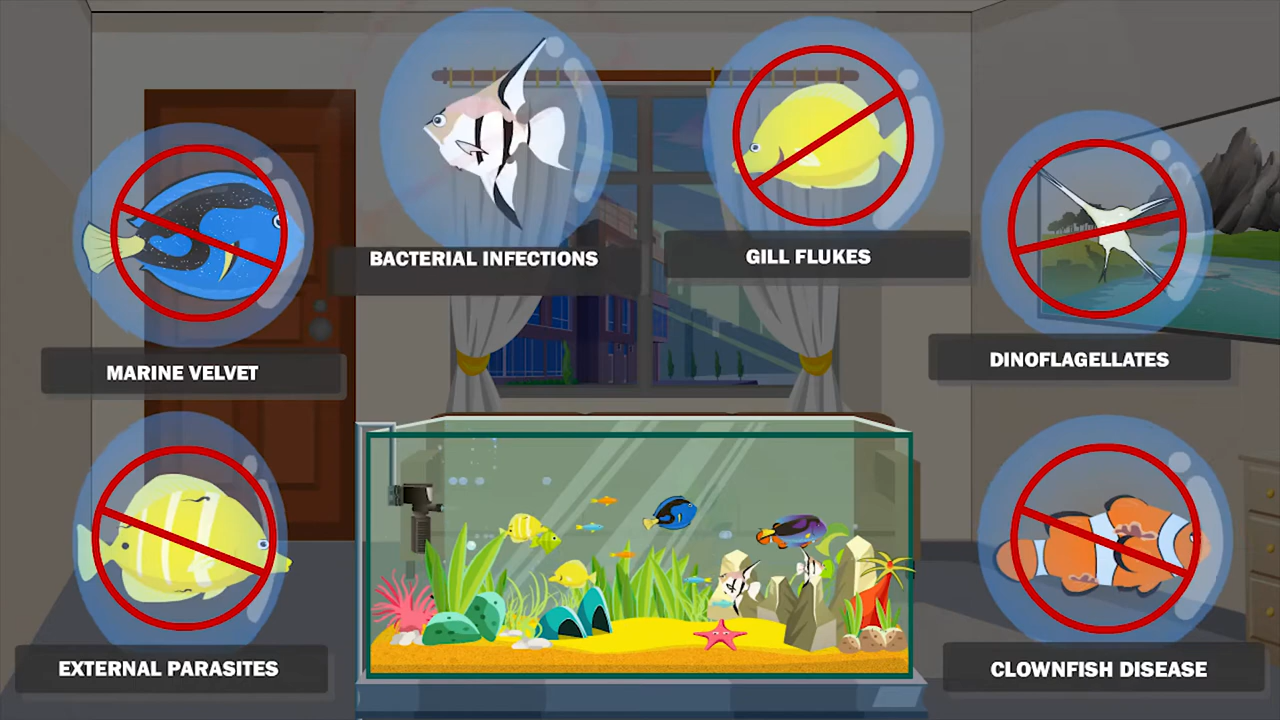 BACTERIAL INFECTIONS
GILL FLUKES
MARINE VELVET
DINOFLAGELLATES
EXTERNAL PARASITES
CLOWNFISH DISEASE